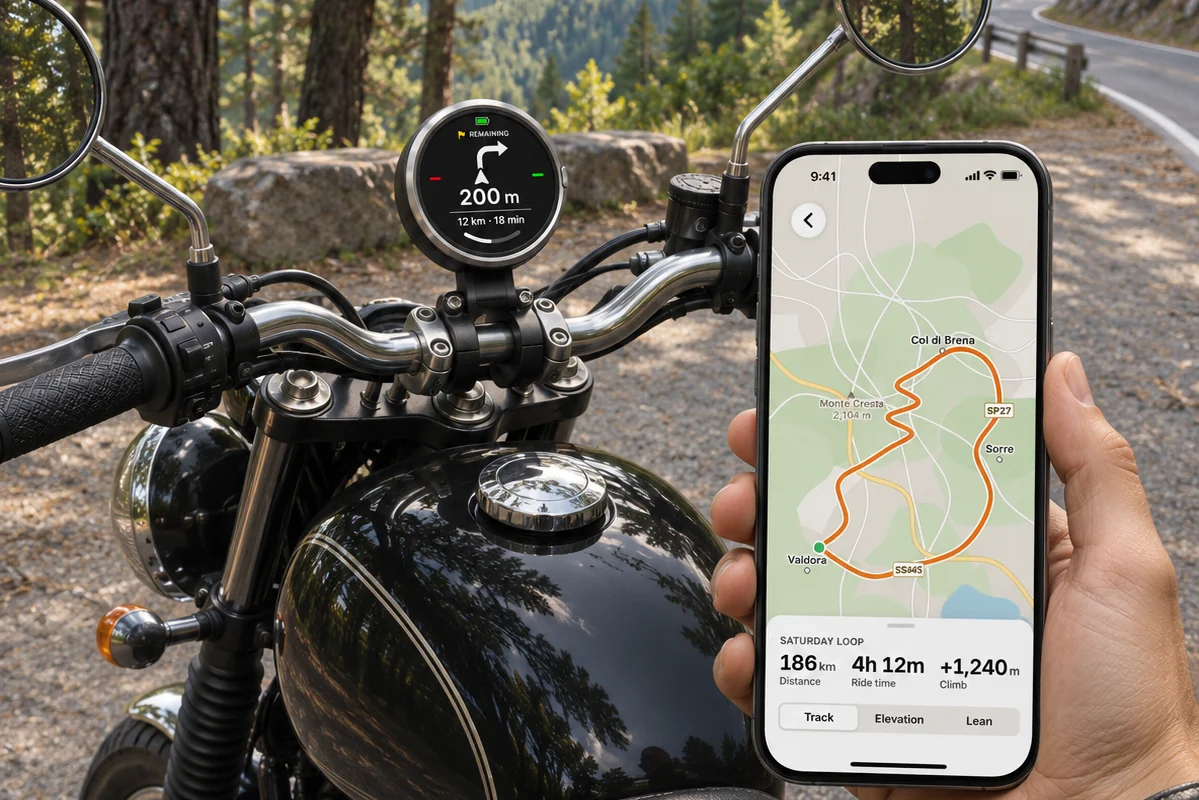 REMAINING
200 m
12 km · 18 min
9:41
Col di Brena
Monte Cresta
2,104 m
SP27
Sorre
Valdora
SS46
SATURDAY LOOP
186 km 4h 12m +1,240 m
Distance Ride time Climb
Track Elevation Lean